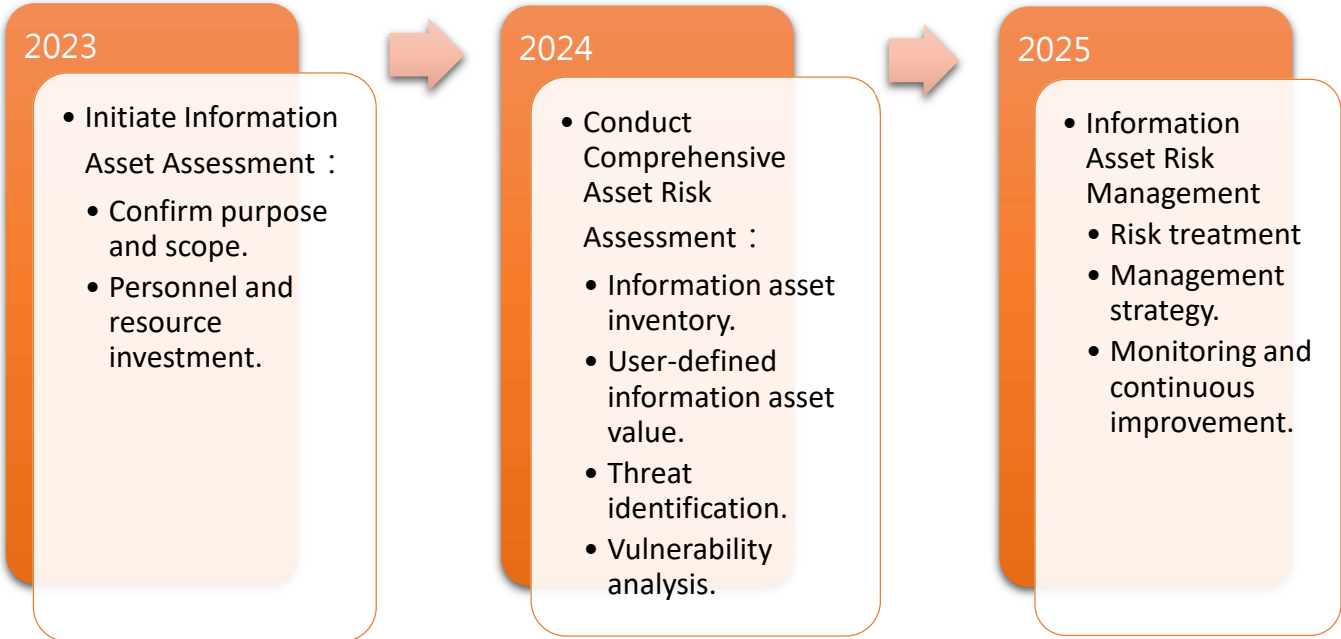 2023
• Initiate Information
Asset Assessment：
• Confirm purpose
and scope.
• Personnel and
resource
investment.
2024
• Conduct
Comprehensive
Asset Risk
Assessment：
• Information asset
inventory.
• User-defined
information asset
value.
• Threat
identification.
• Vulnerability
analysis.
2025
• Information
Asset Risk
Management
• Risk treatment
• Management
strategy.
• Monitoring and
continuous
improvement.